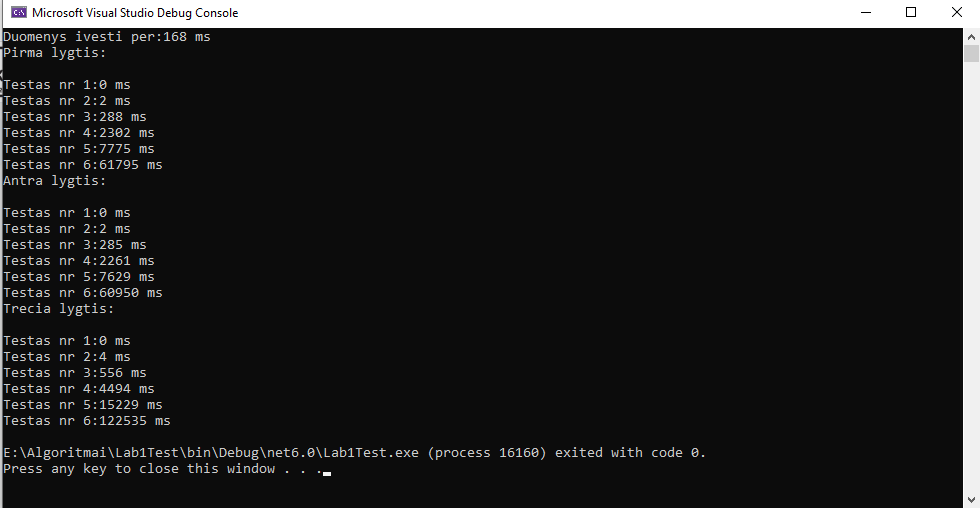 Microsoft Visual Studio Debug Console
Duomenys ivesti per:168 ms
Pirma lygtis:
Testas nr 1:0 ms
Testas nr 2:2 ms
Testas nr 3:288 ms
Testas nr 4:2302 ms
Testas nr 5:7775 ms
Testas nr 6:61795 ms
Antra lygtis:
Testas nr 1:0 ms
Testas nr 2:2 ms
Testas nr 3:285 ms
Testas nr 4:2261 ms
Testas nr 5:7629 ms
Testas nr 6:60950 ms
Trecia lygtis:
Testas nr 1:0 ms
Testas nr 2:4 ms
Testas nr 3:556 ms
Testas nr 4:4494 ms
Testas nr 5:15229 ms
Testas nr 6:122535 ms
E:\Algoritmai\Lab1Test\bin\Debug\net6.0\Lab1Test.exe (process 16160) exited with code 0.
Press any key to close this window . . .